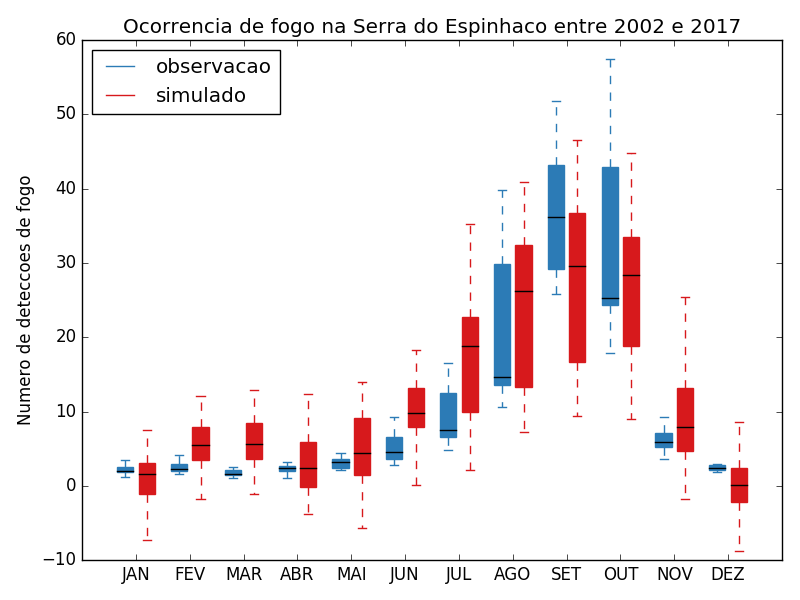 Ocorrencia de fogo na Serra do Espinhaco entre 2002 e 2017
observacao
simulado
Numero de deteccoes de fogo
60
50
40
30
20
10
0
−10
JAN FEV MAR ABR MAI JUN JUL AGO SET OUT NOV DEZ